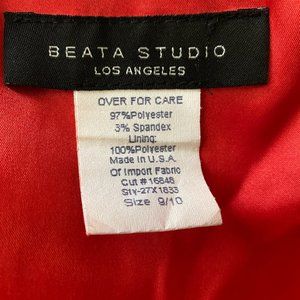 BEATA STUDIO
LOS ANGELES
OVER FOR CARE
97%Polyester
3% Spandex
Lining:
100%Polyester
Made in U.S.A.
Of Import Fabric
Cut #16848
Sty-27X1833
Size 9/10